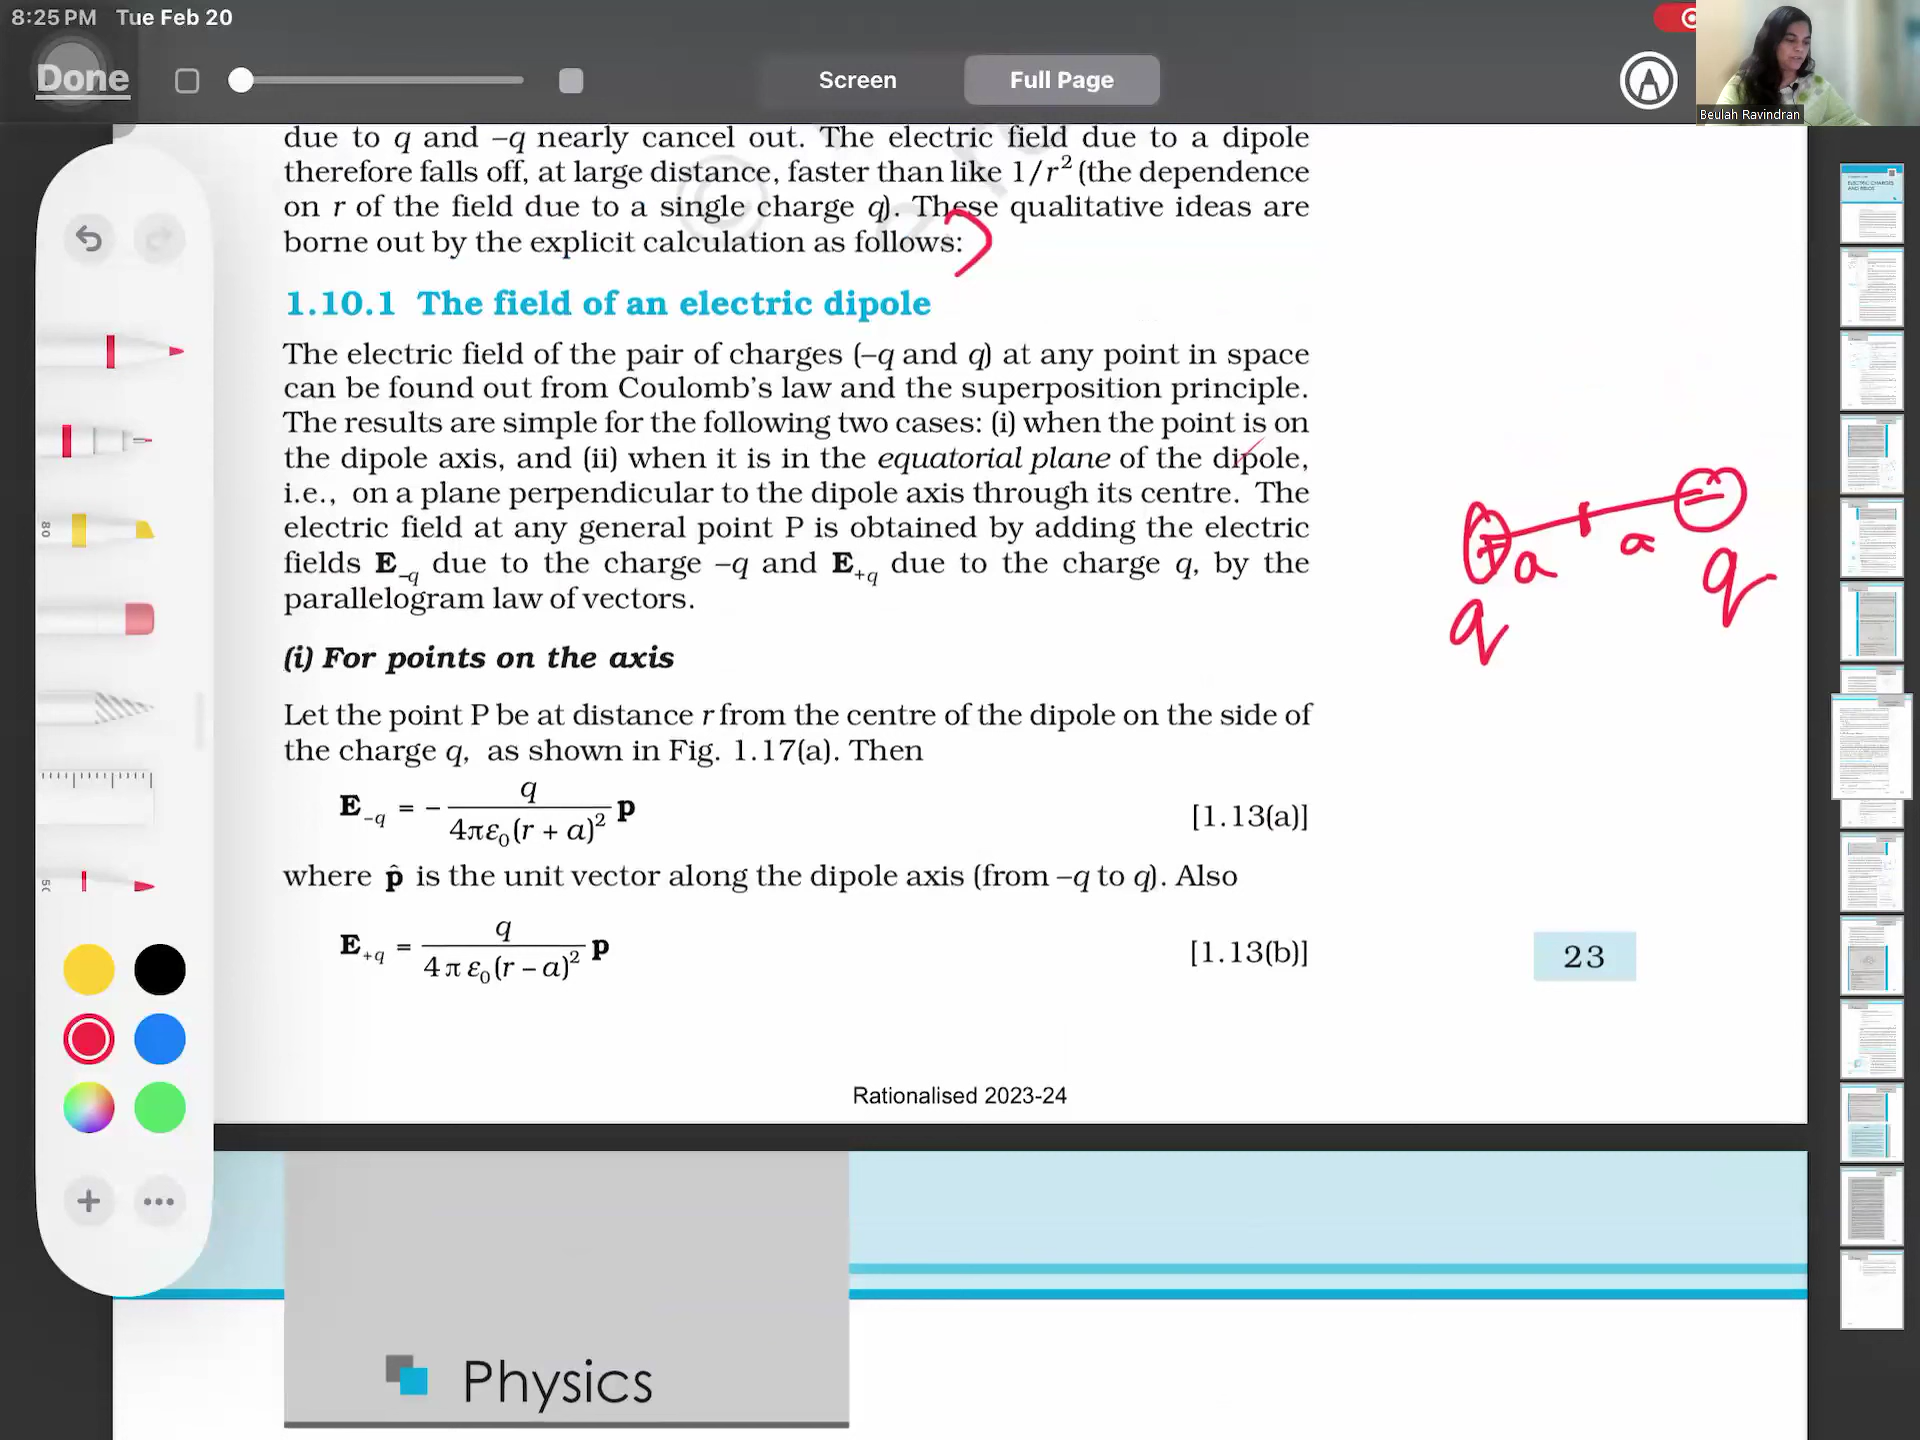 8:25 PM Tue Feb 20
Done
Screen
Full Page
Beulah Ravindran
due to q and –q nearly cancel out. The electric field due to a dipole
therefore falls off, at large distance, faster than like 1/r² (the dependence
on r of the field due to a single charge q). These qualitative ideas are
borne out by the explicit calculation as follows:
1.10.1 The field of an electric dipole
The electric field of the pair of charges (–q and q) at any point in space
can be found out from Coulomb's law and the superposition principle.
The results are simple for the following two cases: (i) when the point is on
the dipole axis, and (ii) when it is in the equatorial plane of the dipole,
i.e., on a plane perpendicular to the dipole axis through its centre. The
electric field at any general point P is obtained by adding the electric
fields E₋q due to the charge –q and E₊q due to the charge q, by the
parallelogram law of vectors.
+ a a –
q q
(i) For points on the axis
Let the point P be at distance r from the centre of the dipole on the side of
the charge q, as shown in Fig. 1.17(a). Then
E₋q = – q / 4πε₀(r + a)² p [1.13(a)]
where p̂ is the unit vector along the dipole axis (from –q to q). Also
E₊q = q / 4 π ε₀(r – a)² p [1.13(b)]
23
Rationalised 2023-24
Physics
80